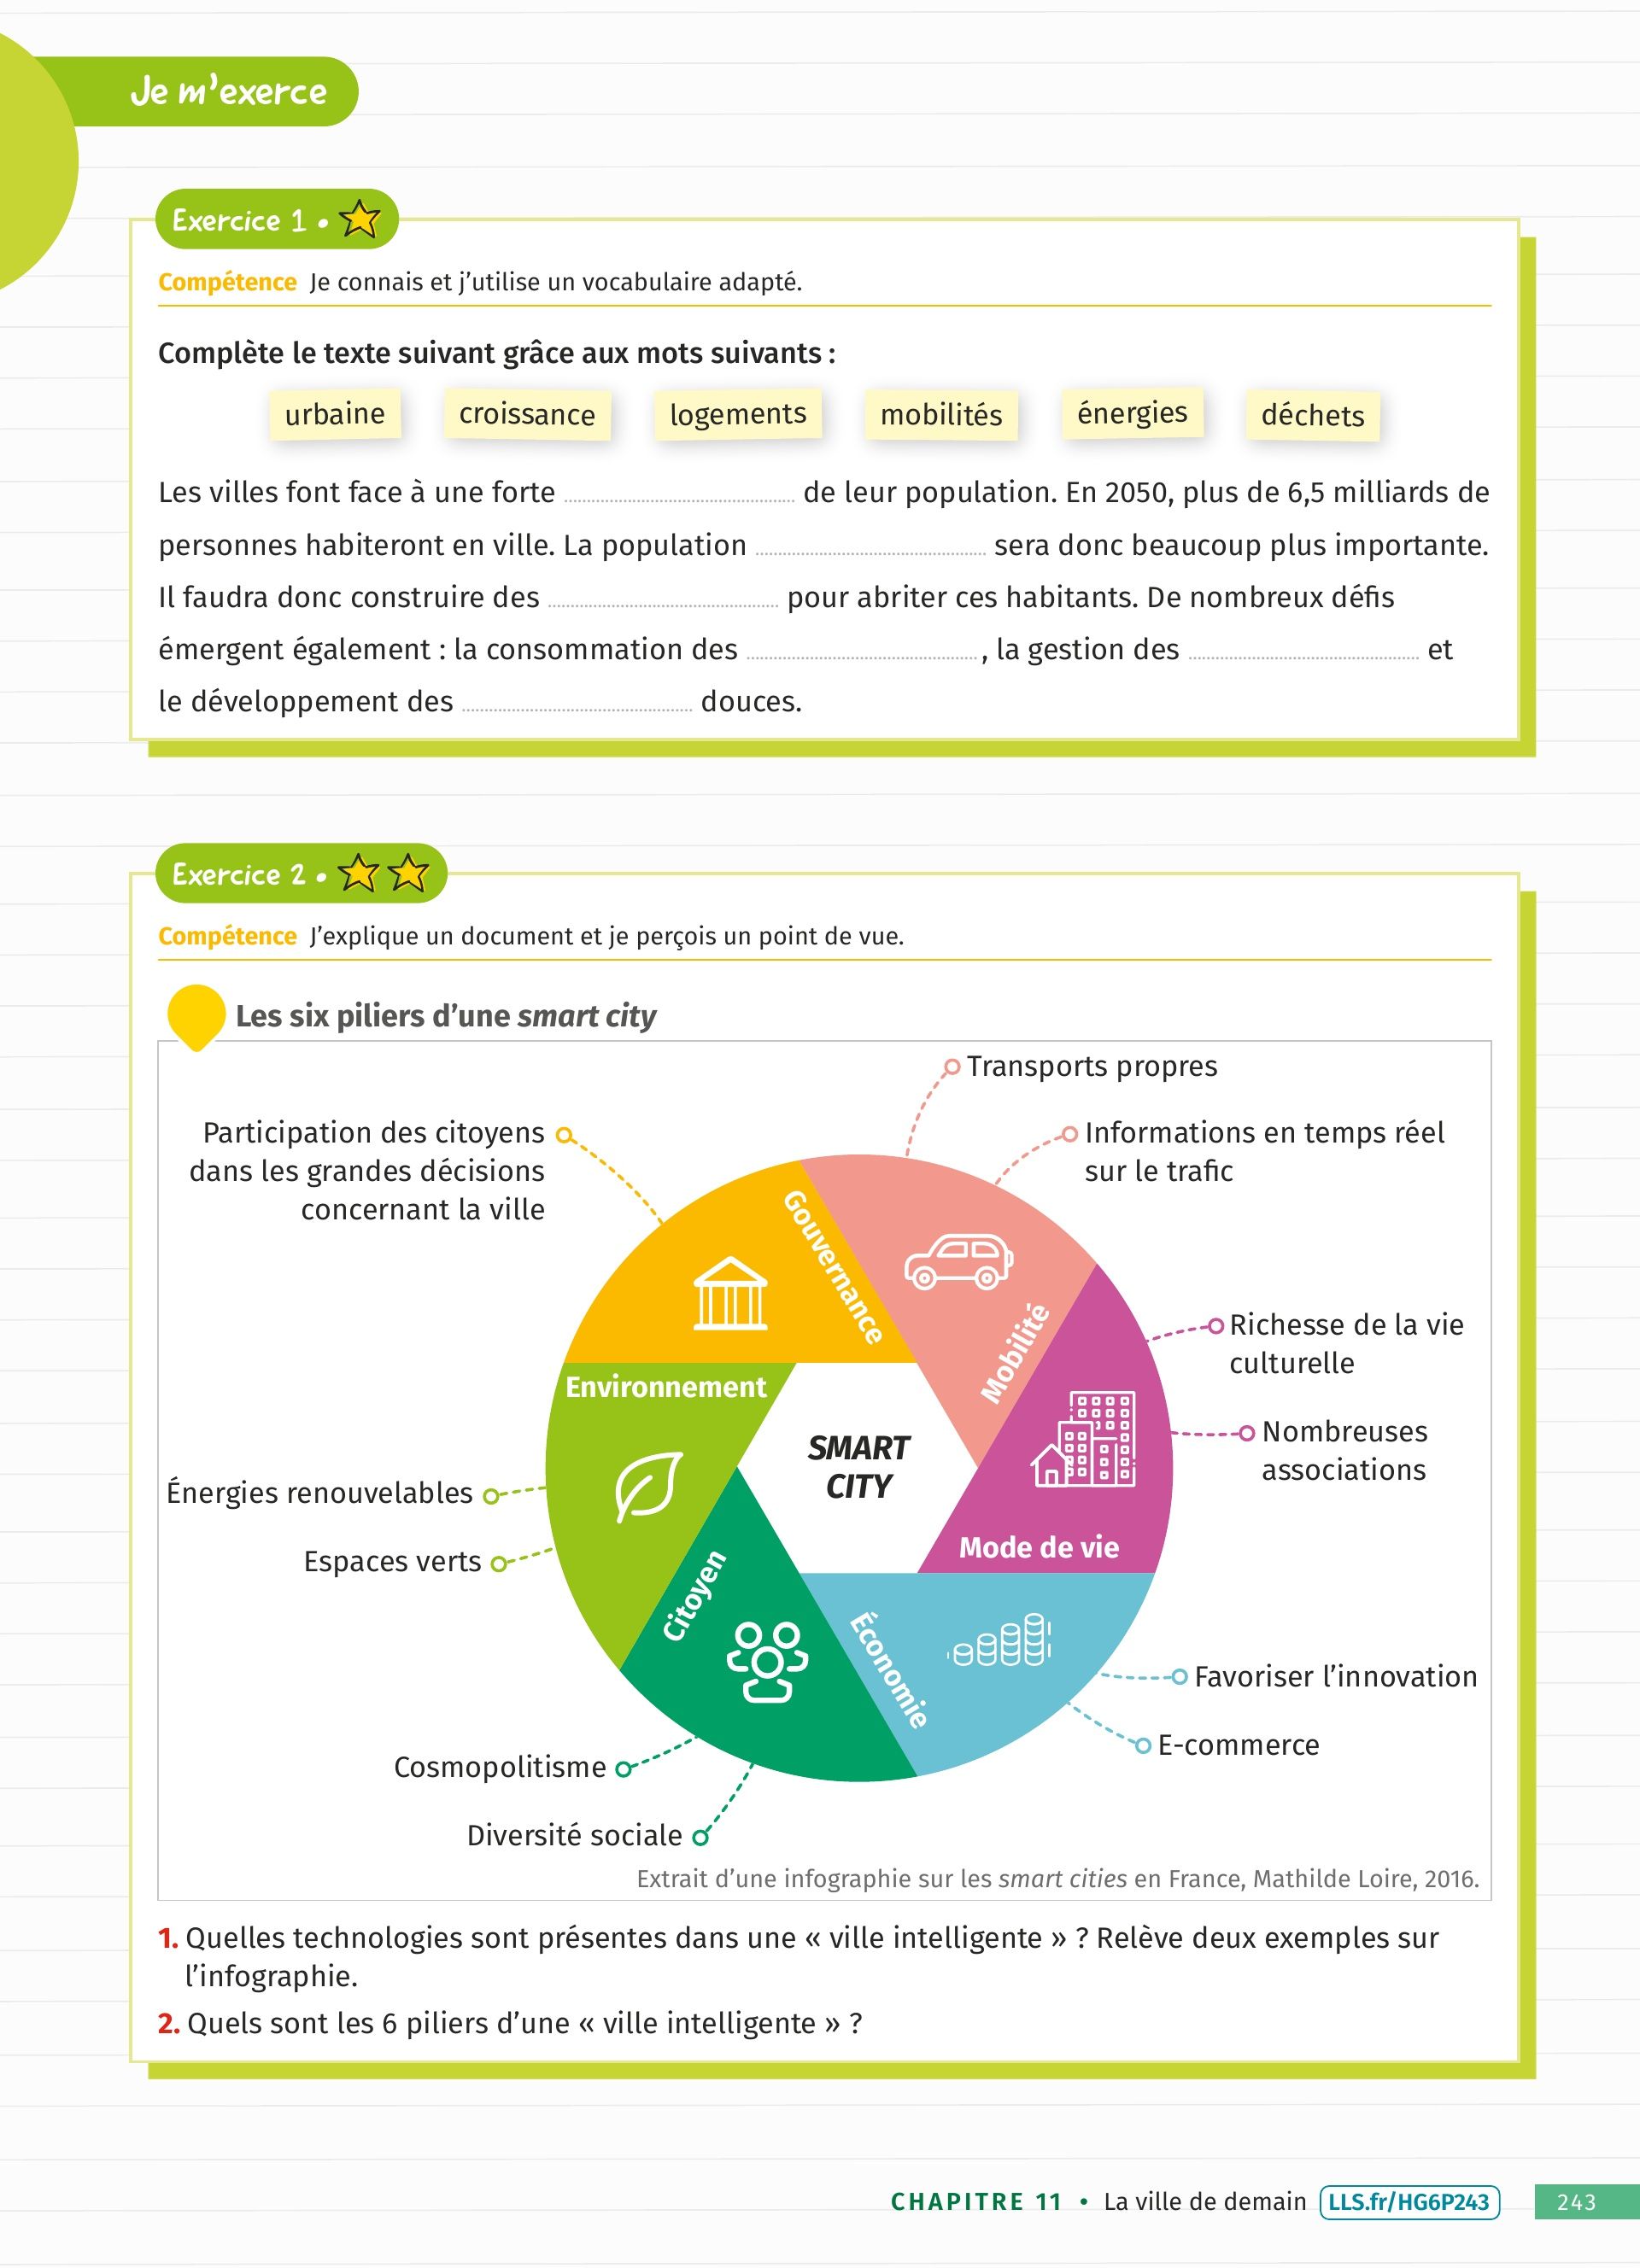 Je m'exerce
Exercice 1 •
Compétence Je connais et j'utilise un vocabulaire adapté.
Complète le texte suivant grâce aux mots suivants :
urbaine croissance logements mobilités énergies déchets
Les villes font face à une forte ........................ de leur population. En 2050, plus de 6,5 milliards de
personnes habiteront en ville. La population ........................ sera donc beaucoup plus importante.
Il faudra donc construire des ........................ pour abriter ces habitants. De nombreux défis
émergent également : la consommation des ........................ , la gestion des ........................ et
le développement des ........................ douces.
Exercice 2 •
Compétence J'explique un document et je perçois un point de vue.
Les six piliers d'une smart city
Transports propres
Participation des citoyens
dans les grandes décisions
concernant la ville
Informations en temps réel
sur le trafic
Gouvernance
Mobilité
Richesse de la vie
culturelle
Environnement
SMART
CITY
Nombreuses
associations
Énergies renouvelables
Mode de vie
Espaces verts
Citoyen
Économie
Favoriser l'innovation
E-commerce
Cosmopolitisme
Diversité sociale
Extrait d'une infographie sur les smart cities en France, Mathilde Loire, 2016.
1. Quelles technologies sont présentes dans une « ville intelligente » ? Relève deux exemples sur
l'infographie.
2. Quels sont les 6 piliers d'une « ville intelligente » ?
CHAPITRE 11 • La ville de demain LLS.fr/HG6P243 243